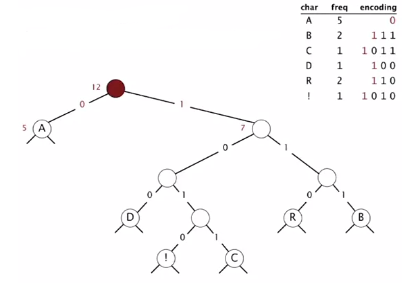 char freq encoding
A 5 0
B 2 1 1 1
C 1 1 0 1 1
D 1 1 0 0
R 2 1 1 0
! 1 1 0 1 0
12
0 1
5 A 7
0 1
0 1 0 1
D R B
0 1
! C